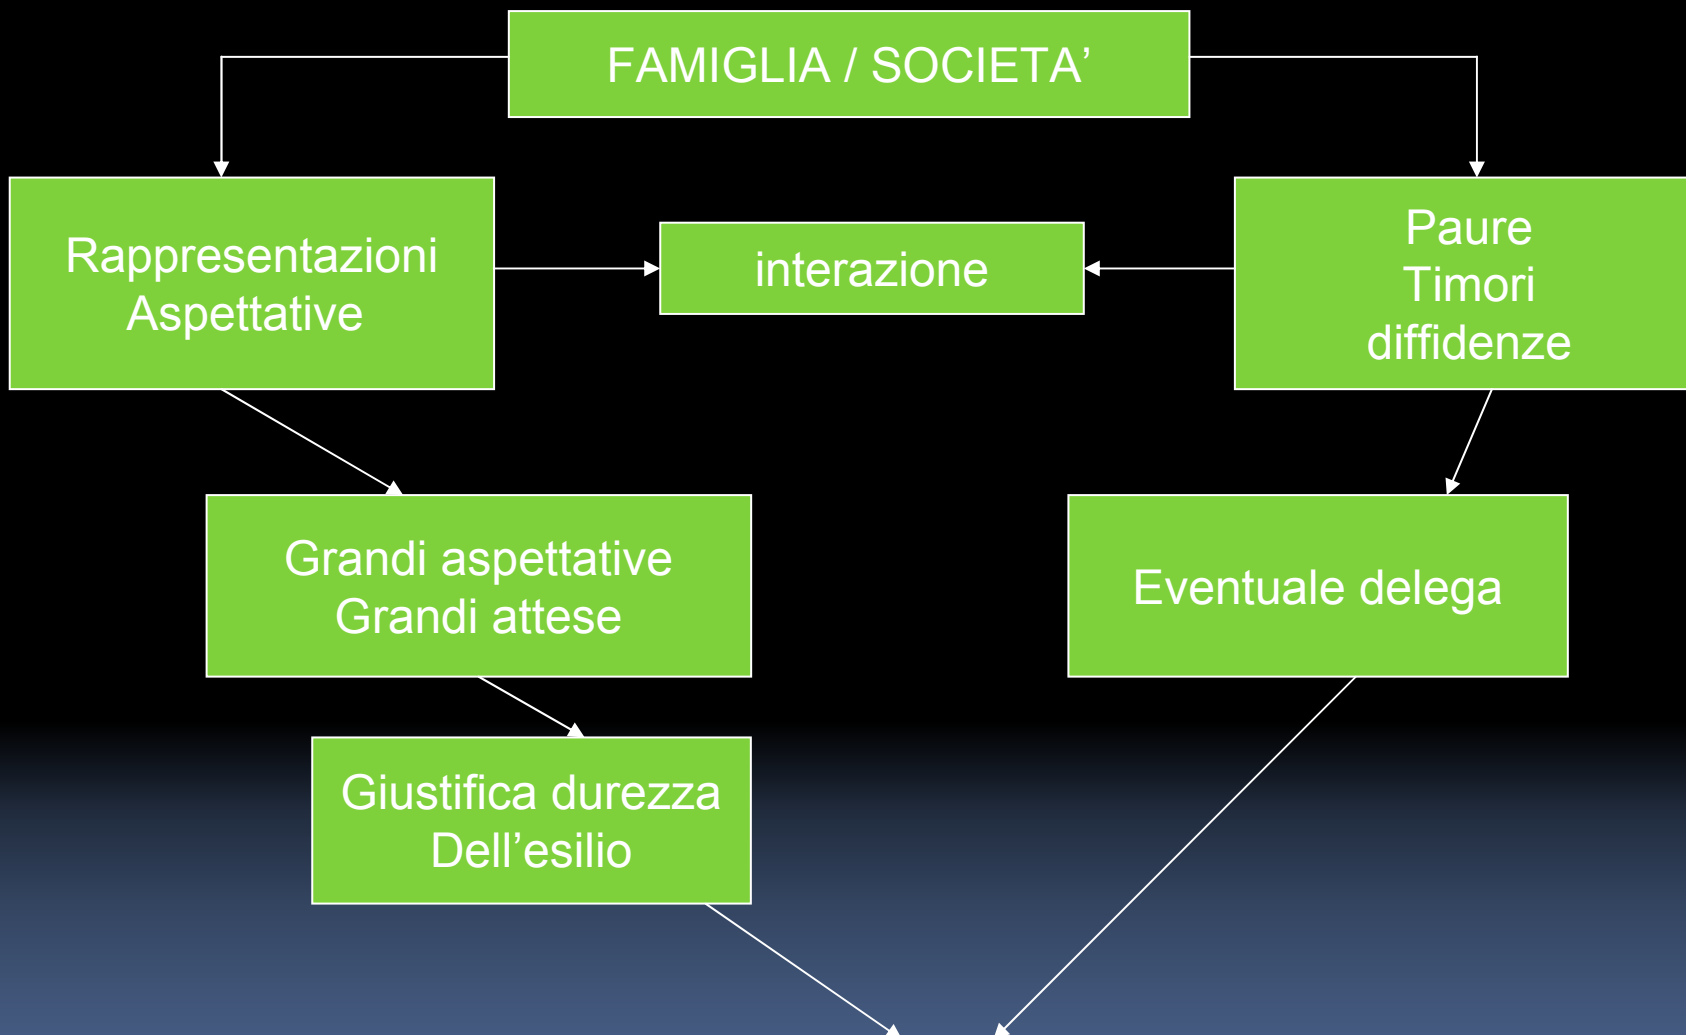 FAMIGLIA / SOCIETA’
Rappresentazioni
Aspettative
interazione
Paure
Timori
diffidenze
Grandi aspettative
Grandi attese
Eventuale delega
Giustifica durezza
Dell’esilio